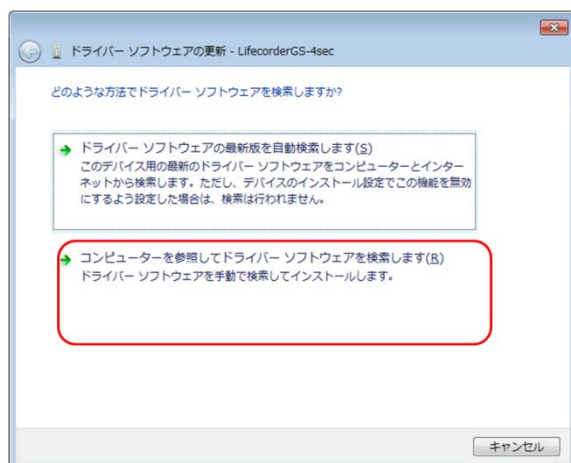 ドライバー ソフトウェアの更新 - LifecorderGS-4sec
どのような方法でドライバー ソフトウェアを検索しますか?
ドライバー ソフトウェアの最新版を自動検索します(S)
このデバイス用の最新のドライバー ソフトウェアをコンピューターとインター
ネットから検索します。ただし、デバイスのインストール設定でこの機能を無効
にするよう設定した場合は、検索は行われません。
コンピューターを参照してドライバー ソフトウェアを検索します(R)
ドライバー ソフトウェアを手動で検索してインストールします。
キャンセル